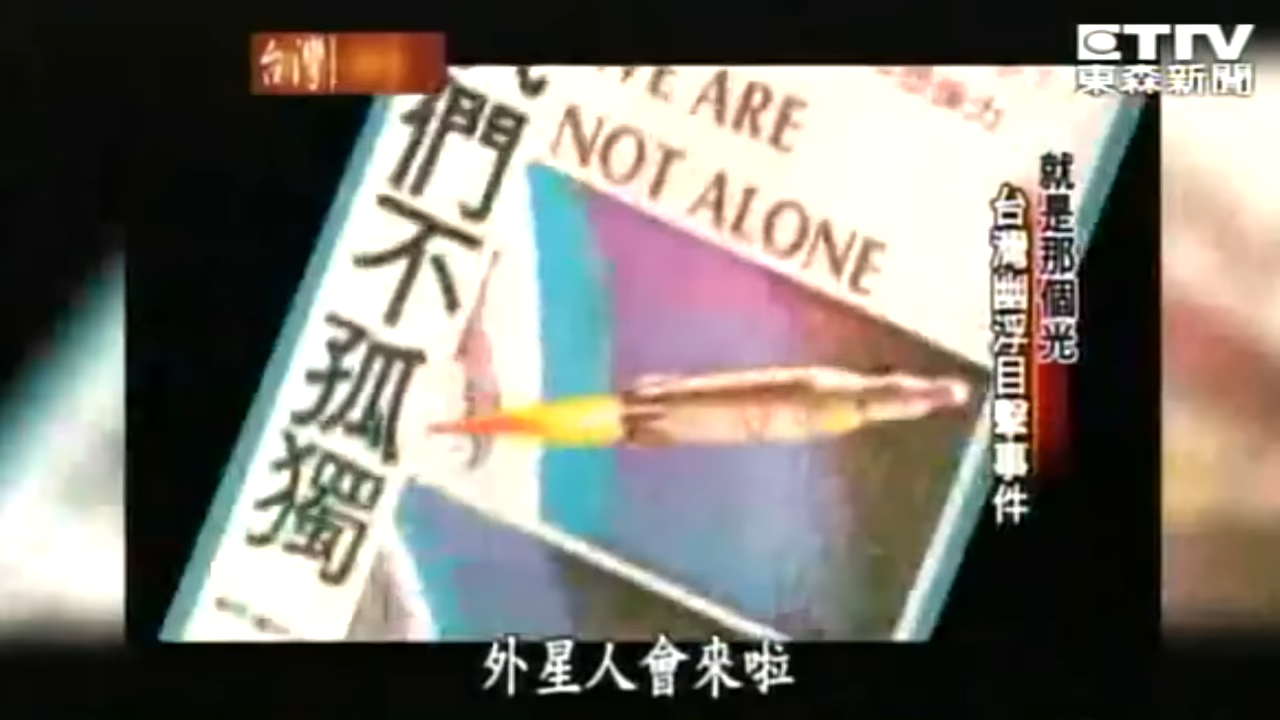 台灣
ETTV
東森新聞
WE ARE
NOT ALONE
們不孤獨
就是那個光
台灣幽浮目擊事件
外星人會來啦